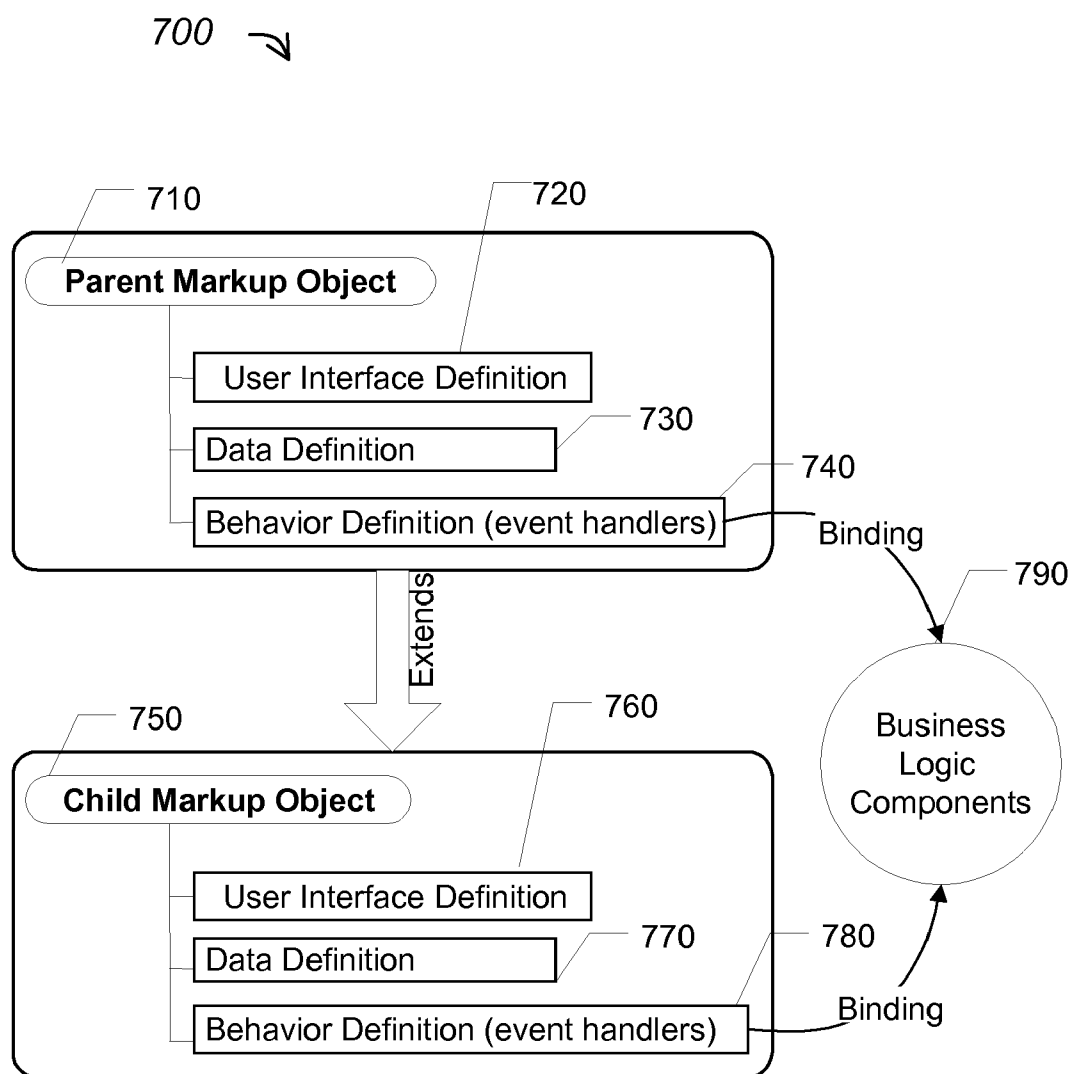 700
710
720
Parent Markup Object
User Interface Definition
730
Data Definition
740
Behavior Definition (event handlers)
Binding
790
Extends
750
760
Business
Logic
Components
Child Markup Object
User Interface Definition
770
780
Data Definition
Behavior Definition (event handlers)
Binding